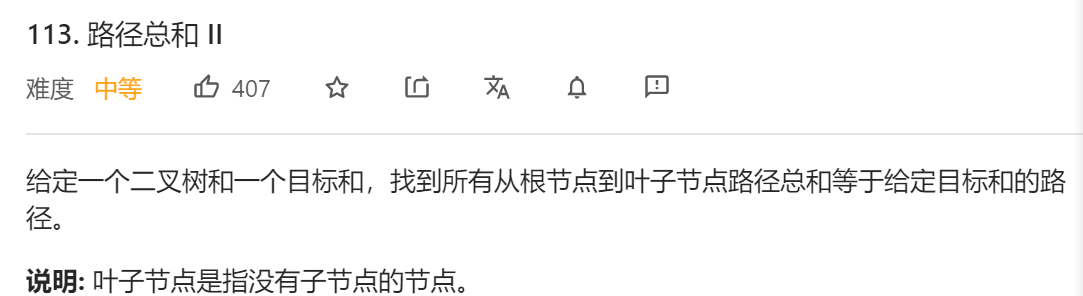 113. 路径总和 II
难度 中等 407
给定一个二叉树和一个目标和，找到所有从根节点到叶子节点路径总和等于给定目标和的路
径。
说明: 叶子节点是指没有子节点的节点。